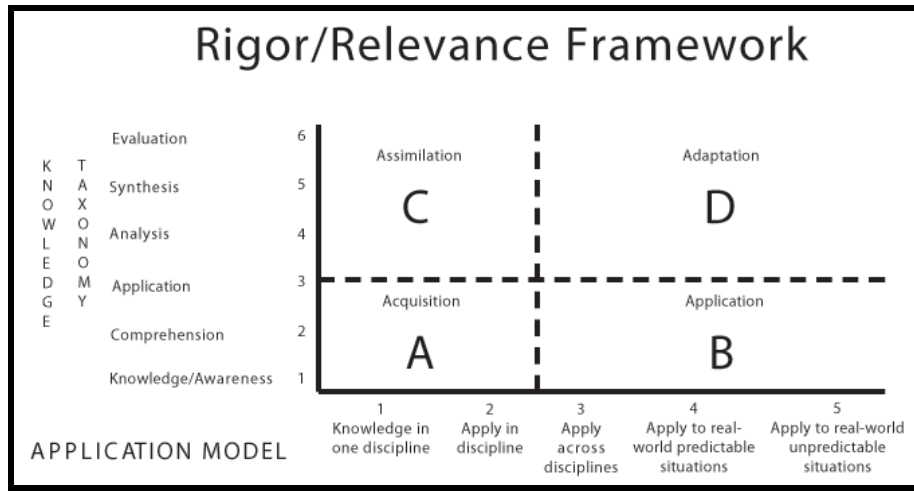 Rigor/Relevance Framework
KNOWLEDGE
TAXONOMY
Evaluation 6
Synthesis 5
Analysis 4
Application 3
Comprehension 2
Knowledge/Awareness 1
Assimilation
C
Adaptation
D
Acquisition
A
Application
B
1
Knowledge in
one discipline
2
Apply in
discipline
3
Apply
across
disciplines
4
Apply to real-
world predictable
situations
5
Apply to real-world
unpredictable
situations
APPLICATION MODEL